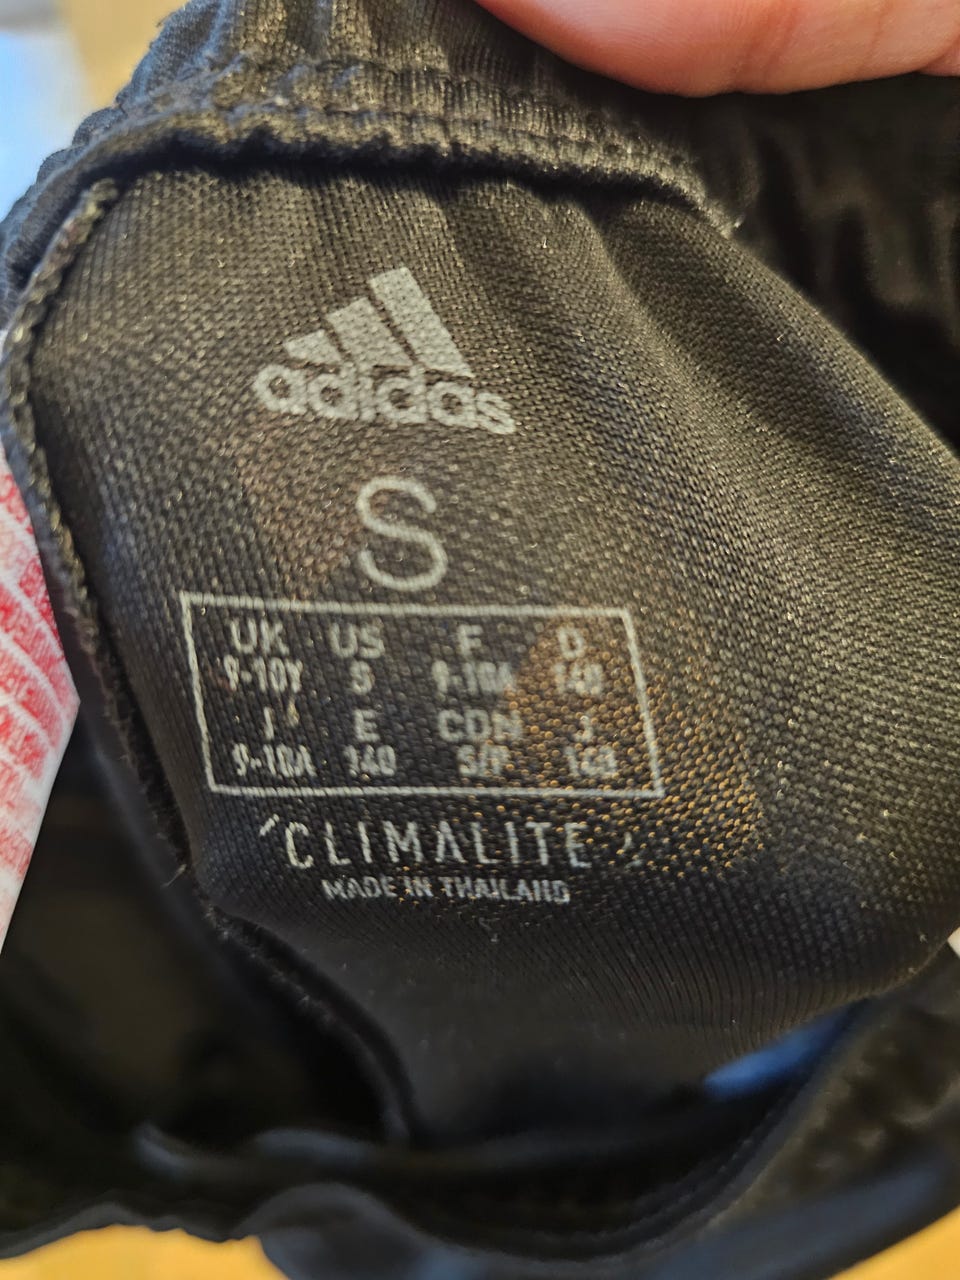 adidas
S
UK US F D
9-10Y S 9-10A 140
I E CDN J
9-10A 140 S/P 140
CLIMALITE
MADE IN THAILAND